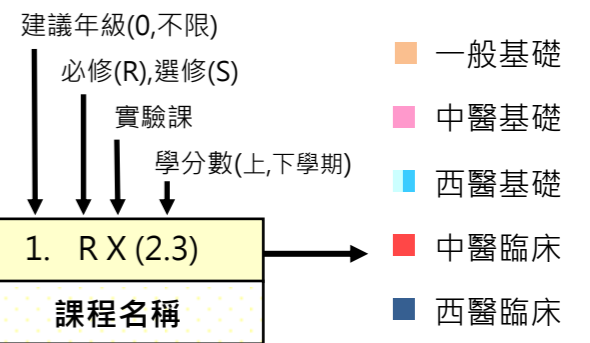 建議年級(0,不限)
必修(R),選修(S)
實驗課
學分數(上,下學期)
1. R X (2.3)
課程名稱
一般基礎
中醫基礎
西醫基礎
中醫臨床
西醫臨床